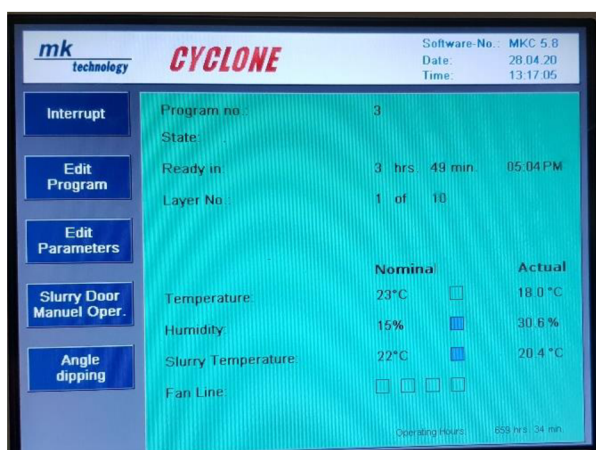 mk
technology
CYCLONE
Software-No.: MKC 5.8
Date: 28.04.20
Time: 13:17:05
Interrupt
Edit
Program
Edit
Parameters
Slurry Door
Manuel Oper.
Angle
dipping
Program no.: 3
State:
Ready in: 3 hrs. 49 min. 05:04 PM
Layer No.: 1 of 10
Nominal Actual
Temperature: 23°C 18.0 °C
Humidity: 15% 30.6 %
Slurry Temperature: 22°C 20.4 °C
Fan Line:
Operating Hours: 659 hrs. 34 min.